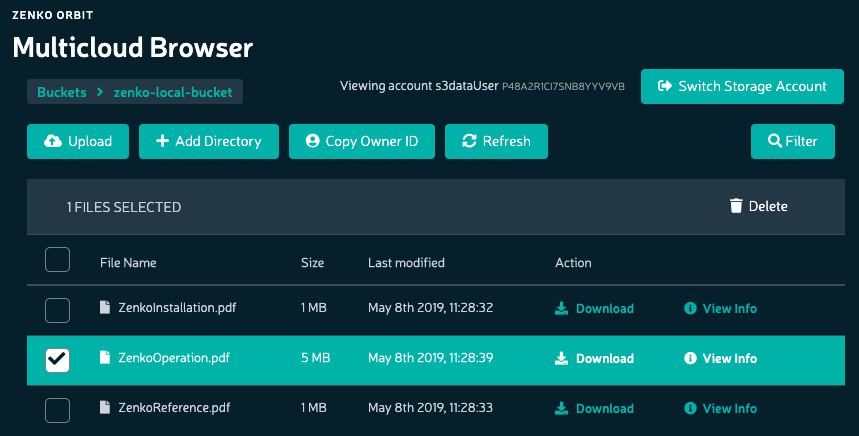 ZENKO ORBIT
Multicloud Browser
Buckets > zenko-local-bucket
Viewing account s3dataUser P48A2R1CI7SNB8YYV9VB
Switch Storage Account
Upload Add Directory Copy Owner ID Refresh Filter
1 FILES SELECTED Delete
File Name Size Last modified Action
ZenkoInstallation.pdf 1 MB May 8th 2019, 11:28:32 Download View Info
ZenkoOperation.pdf 5 MB May 8th 2019, 11:28:39 Download View Info
ZenkoReference.pdf 1 MB May 8th 2019, 11:28:33 Download View Info